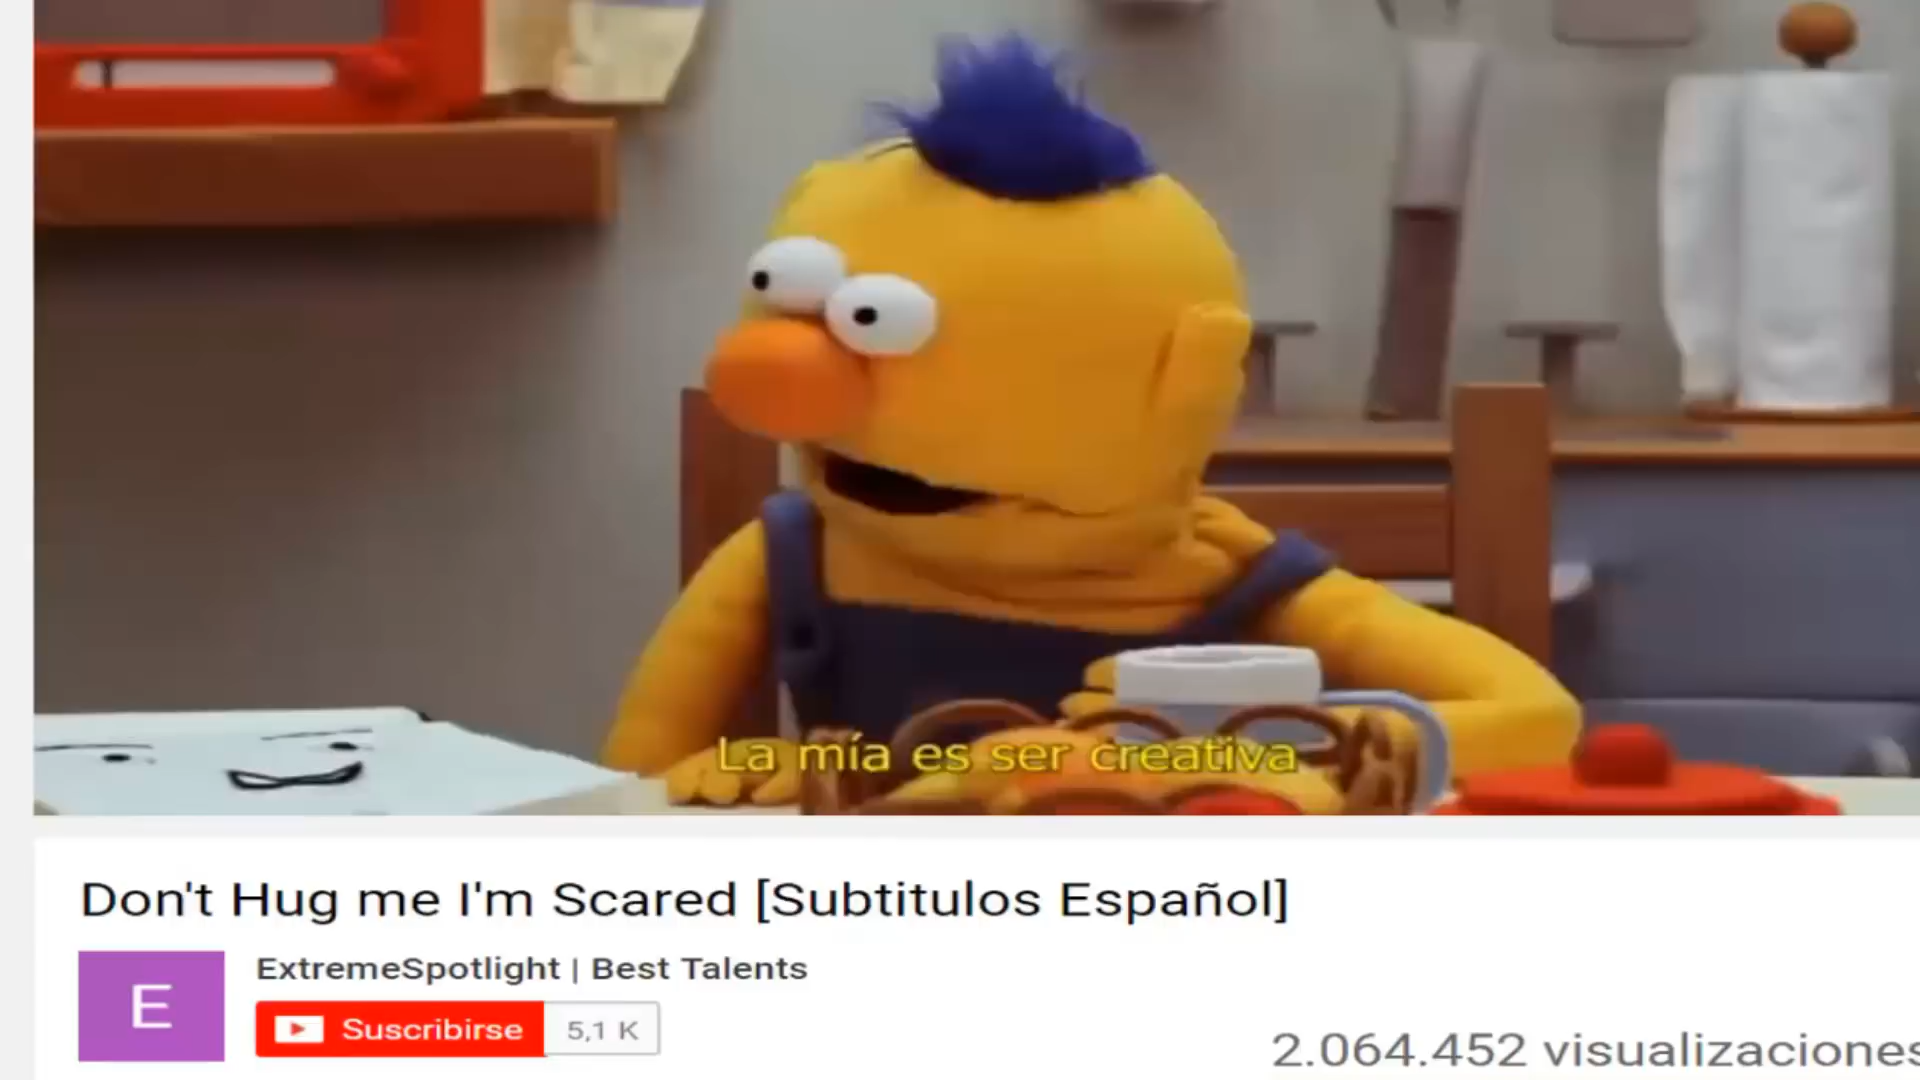 La mía es ser creativa
Don't Hug me I'm Scared [Subtitulos Español]
E
ExtremeSpotlight | Best Talents
Suscribirse 5,1 K
2.064.452 visualizaciones